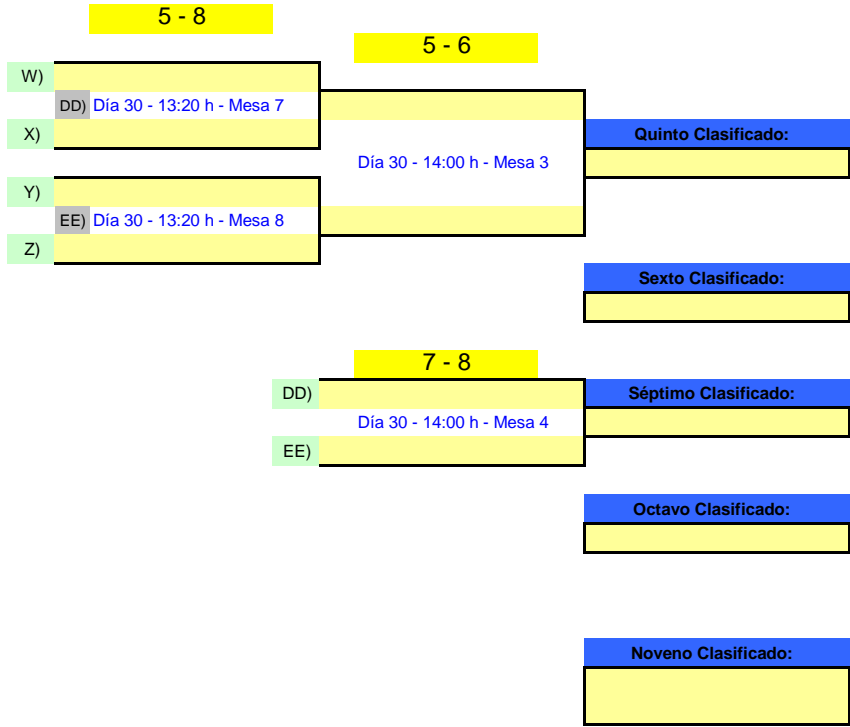 5 - 8
5 - 6
W)
DD) Día 30 - 13:20 h - Mesa 7
X)
Quinto Clasificado:
Día 30 - 14:00 h - Mesa 3
Y)
EE) Día 30 - 13:20 h - Mesa 8
Z)
Sexto Clasificado:
7 - 8
DD)
Séptimo Clasificado:
Día 30 - 14:00 h - Mesa 4
EE)
Octavo Clasificado:
Noveno Clasificado: